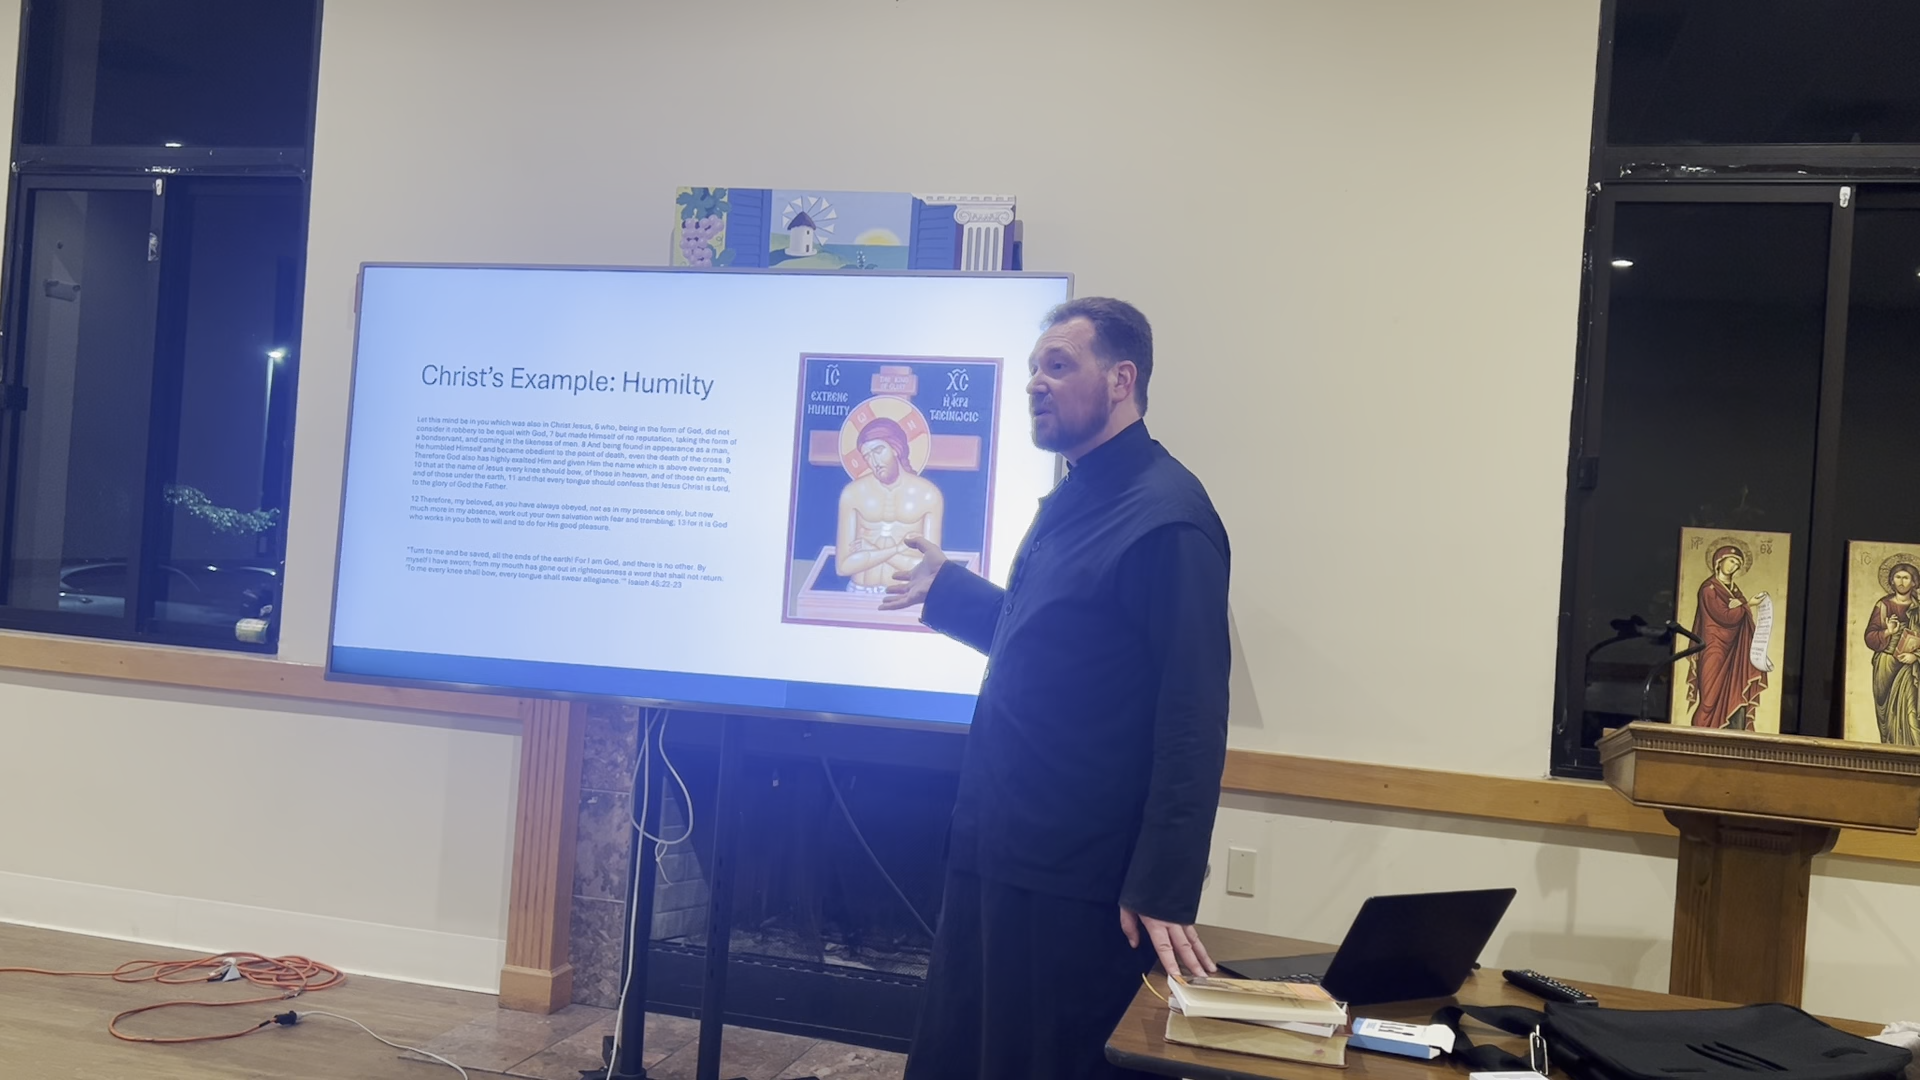 Christ's Example: Humilty
Let this mind be in you which was also in Christ Jesus, 6 who, being in the form of God, did not
consider it robbery to be equal with God, 7 but made Himself of no reputation, taking the form of
a bondservant, and coming in the likeness of men. 8 And being found in appearance as a man,
He humbled Himself and became obedient to the point of death, even the death of the cross. 9
Therefore God also has highly exalted Him and given Him the name which is above every name,
10 that at the name of Jesus every knee should bow, of those in heaven, and of those on earth,
and of those under the earth, 11 and that every tongue should confess that Jesus Christ is Lord,
to the glory of God the Father.
12 Therefore, my beloved, as you have always obeyed, not as in my presence only, but now
much more in my absence, work out your own salvation with fear and trembling; 13 for it is God
who works in you both to will and to do for His good pleasure.
"Turn to me and be saved, all the ends of the earth! For I am God, and there is no other. By
myself I have sworn; from my mouth has gone out in righteousness a word that shall not return:
'To me every knee shall bow, every tongue shall swear allegiance.'" Isaiah 45:22-23
IC XC
EXTREME
HUMILITY
Ἡ ἄκρα
ΤΑΠΕΙΝΩCΙC